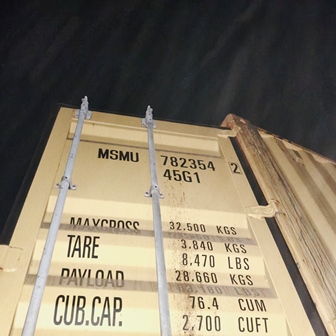 MSMU 782354 2
45G1
MAXGROSS 32.500 KGS
TARE 3.840 KGS
8.470 LBS
PAYLOAD 28.660 KGS
CUB.CAP. 76.4 CUM
2.700 CUFT